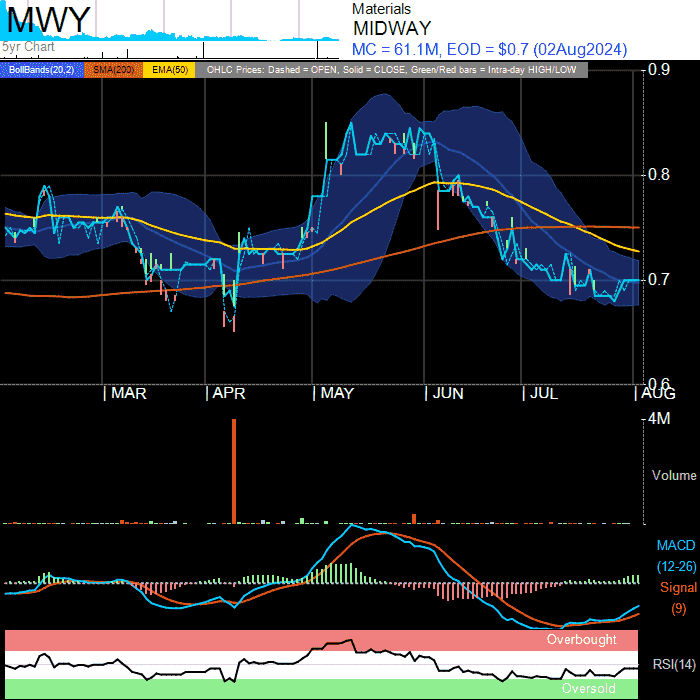 MWY
5yr Chart
Materials
MIDWAY
MC = 61.1M, EOD = $0.7 (02Aug2024)
BollBands(20,2) SMA(200) EMA(50) OHLC Prices: Dashed = OPEN, Solid = CLOSE, Green/Red bars = Intra-day HIGH/LOW
0.9
0.8
0.7
0.6
MAR APR MAY JUN JUL AUG
4M
Volume
MACD
(12-26)
Signal
(9)
Overbought
RSI(14)
Oversold